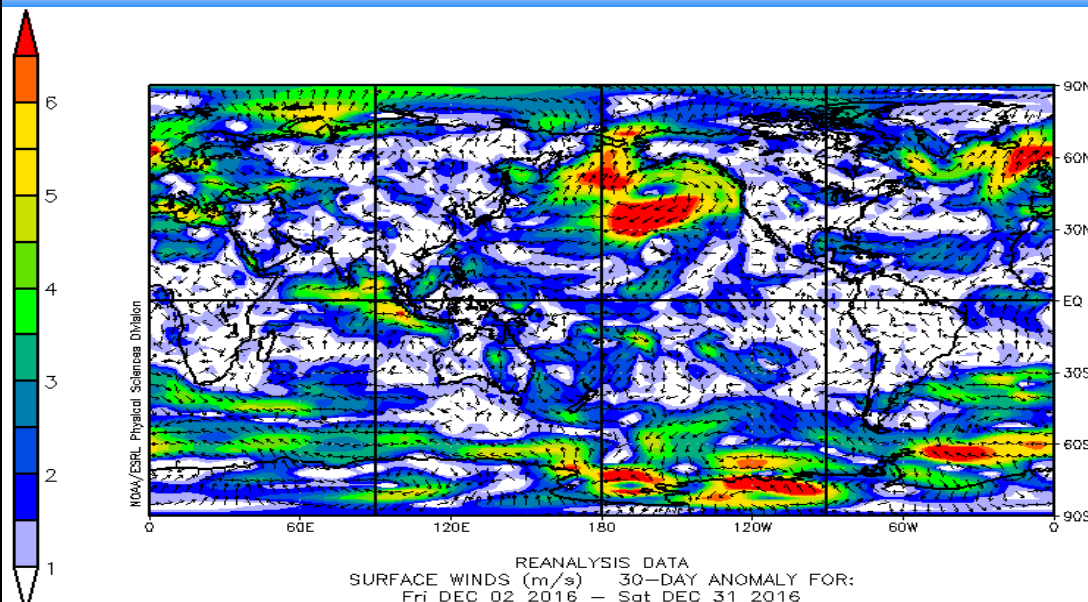 6
5
4
3
2
1
NOAA/ESRL Physical Sciences Division
90N
60N
30N
EQ
30S
60S
90S
0 60E 120E 180 120W 60W 0
REANALYSIS DATA
SURFACE WINDS (m/s) 30-DAY ANOMALY FOR:
Fri DEC 02 2016 - Sat DEC 31 2016